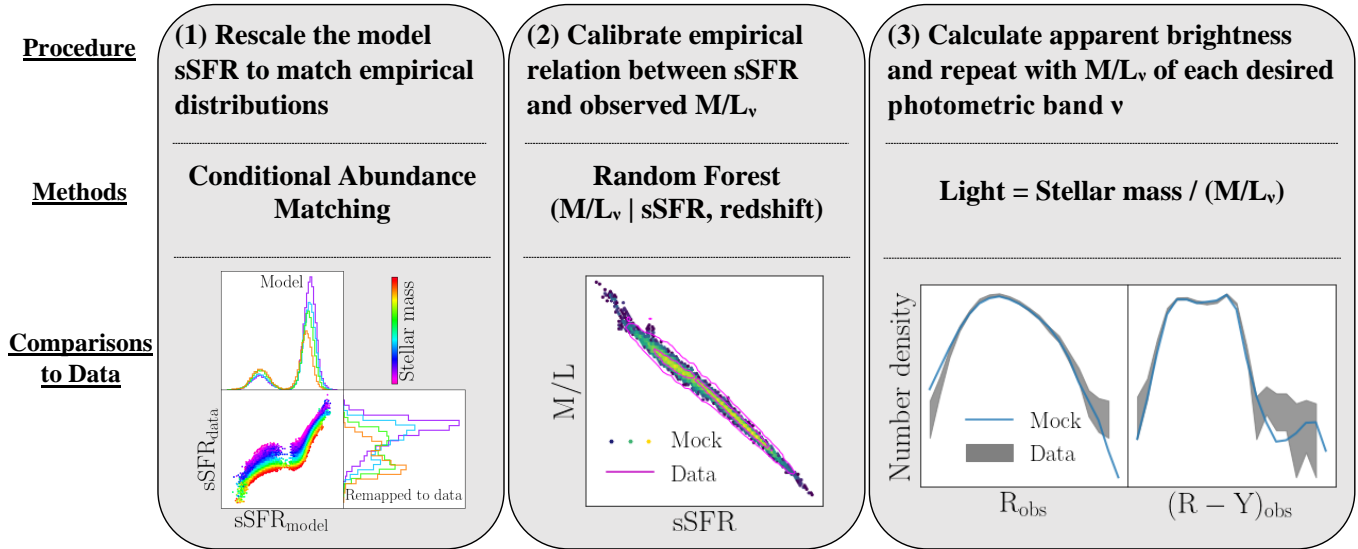 Procedure
(1) Rescale the model
sSFR to match empirical
distributions
(2) Calibrate empirical
relation between sSFR
and observed M/Lᵥ
(3) Calculate apparent brightness
and repeat with M/Lᵥ of each desired
photometric band ν
Methods
Conditional Abundance
Matching
Random Forest
(M/Lᵥ | sSFR, redshift)
Light = Stellar mass / (M/Lᵥ)
Comparisons
to Data
Model
Stellar mass
sSFR_data
Remapped to data
sSFR_model
M/L
Mock
Data
sSFR
Number density
Mock
Data
R_obs
(R − Y)_obs